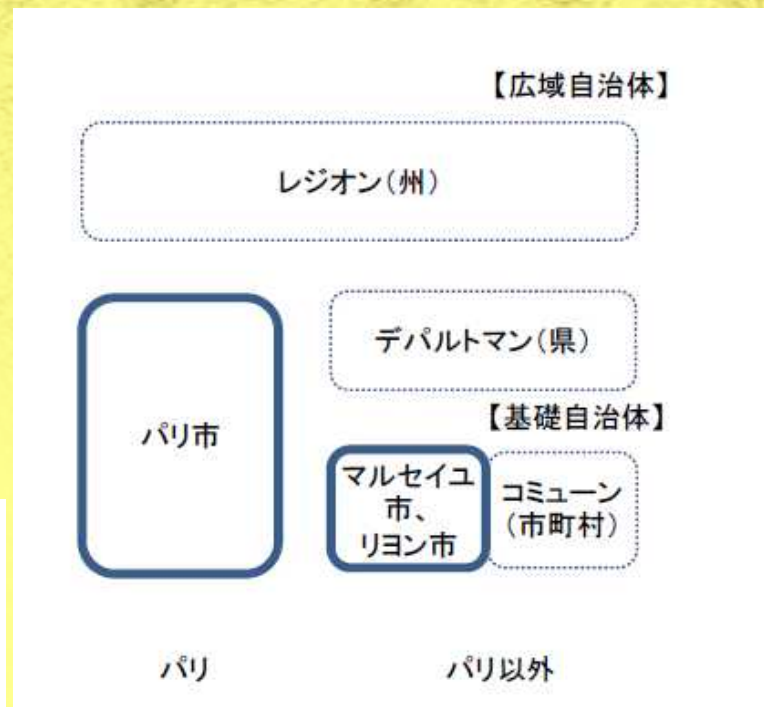 【広域自治体】
レジオン(州)
デパルトマン(県)
【基礎自治体】
パリ市
マルセイユ
市、
リヨン市
コミューン
(市町村)
パリ
パリ以外